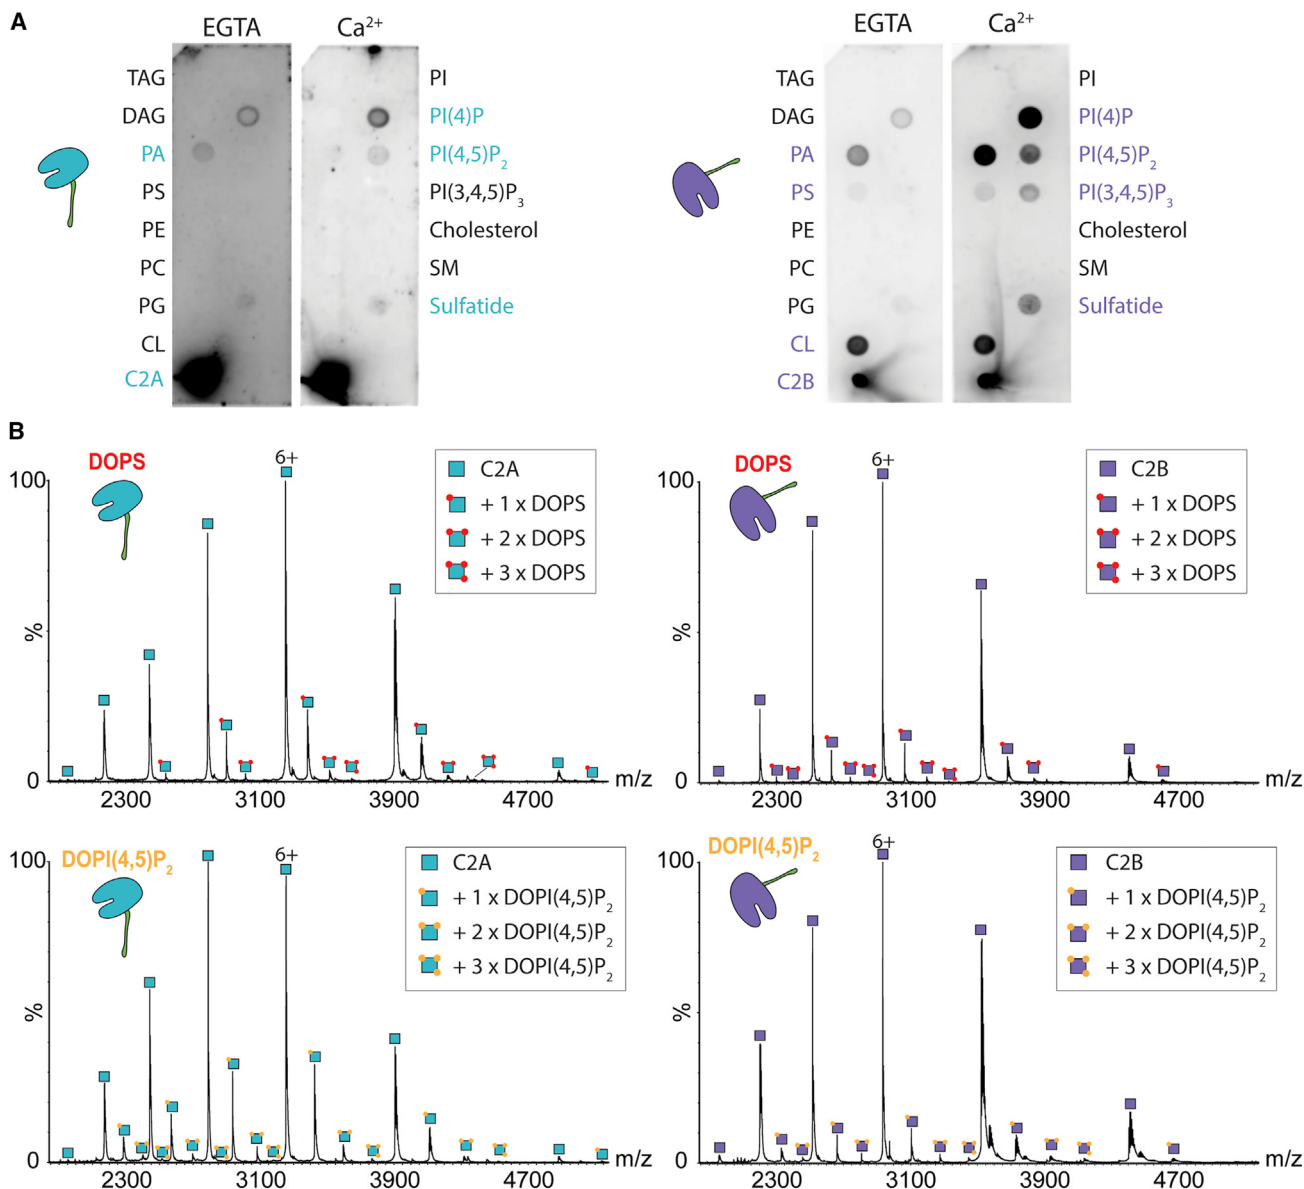 A
EGTA Ca²⁺
TAG PI
DAG PI(4)P
PA PI(4,5)P₂
PS PI(3,4,5)P₃
PE Cholesterol
PC SM
PG Sulfatide
CL
C2A
EGTA Ca²⁺
TAG PI
DAG PI(4)P
PA PI(4,5)P₂
PS PI(3,4,5)P₃
PE Cholesterol
PC SM
PG Sulfatide
CL
C2B
B
DOPS
6+
100
%
0
2300 3100 3900 4700 m/z
C2A
+ 1 x DOPS
+ 2 x DOPS
+ 3 x DOPS
DOPS
6+
100
%
0
2300 3100 3900 4700 m/z
C2B
+ 1 x DOPS
+ 2 x DOPS
+ 3 x DOPS
DOPI(4,5)P₂
6+
100
%
0
2300 3100 3900 4700 m/z
C2A
+ 1 x DOPI(4,5)P₂
+ 2 x DOPI(4,5)P₂
+ 3 x DOPI(4,5)P₂
DOPI(4,5)P₂
6+
100
%
0
2300 3100 3900 4700 m/z
C2B
+ 1 x DOPI(4,5)P₂
+ 2 x DOPI(4,5)P₂
+ 3 x DOPI(4,5)P₂